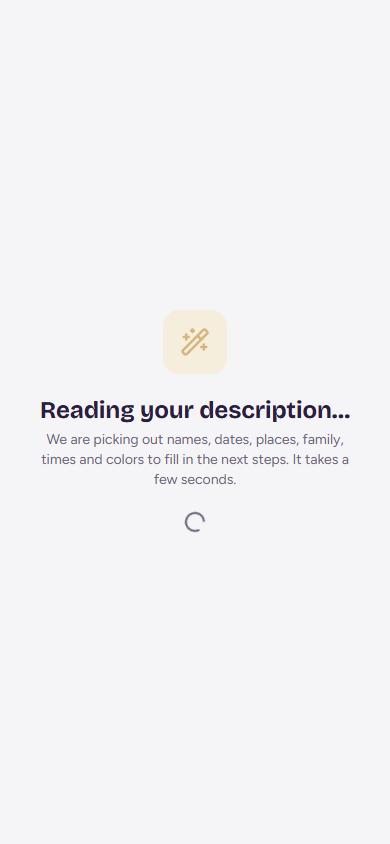 Reading your description...
We are picking out names, dates, places, family,
times and colors to fill in the next steps. It takes a
few seconds.